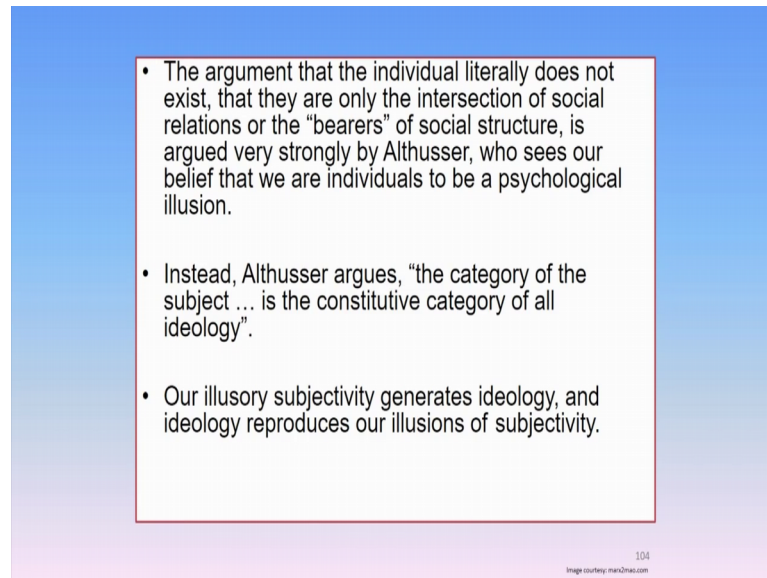 • The argument that the individual literally does not
exist, that they are only the intersection of social
relations or the “bearers” of social structure, is
argued very strongly by Althusser, who sees our
belief that we are individuals to be a psychological
illusion.
• Instead, Althusser argues, “the category of the
subject … is the constitutive category of all
ideology”.
• Our illusory subjectivity generates ideology, and
ideology reproduces our illusions of subjectivity.
104
Image courtesy: marx2mao.com